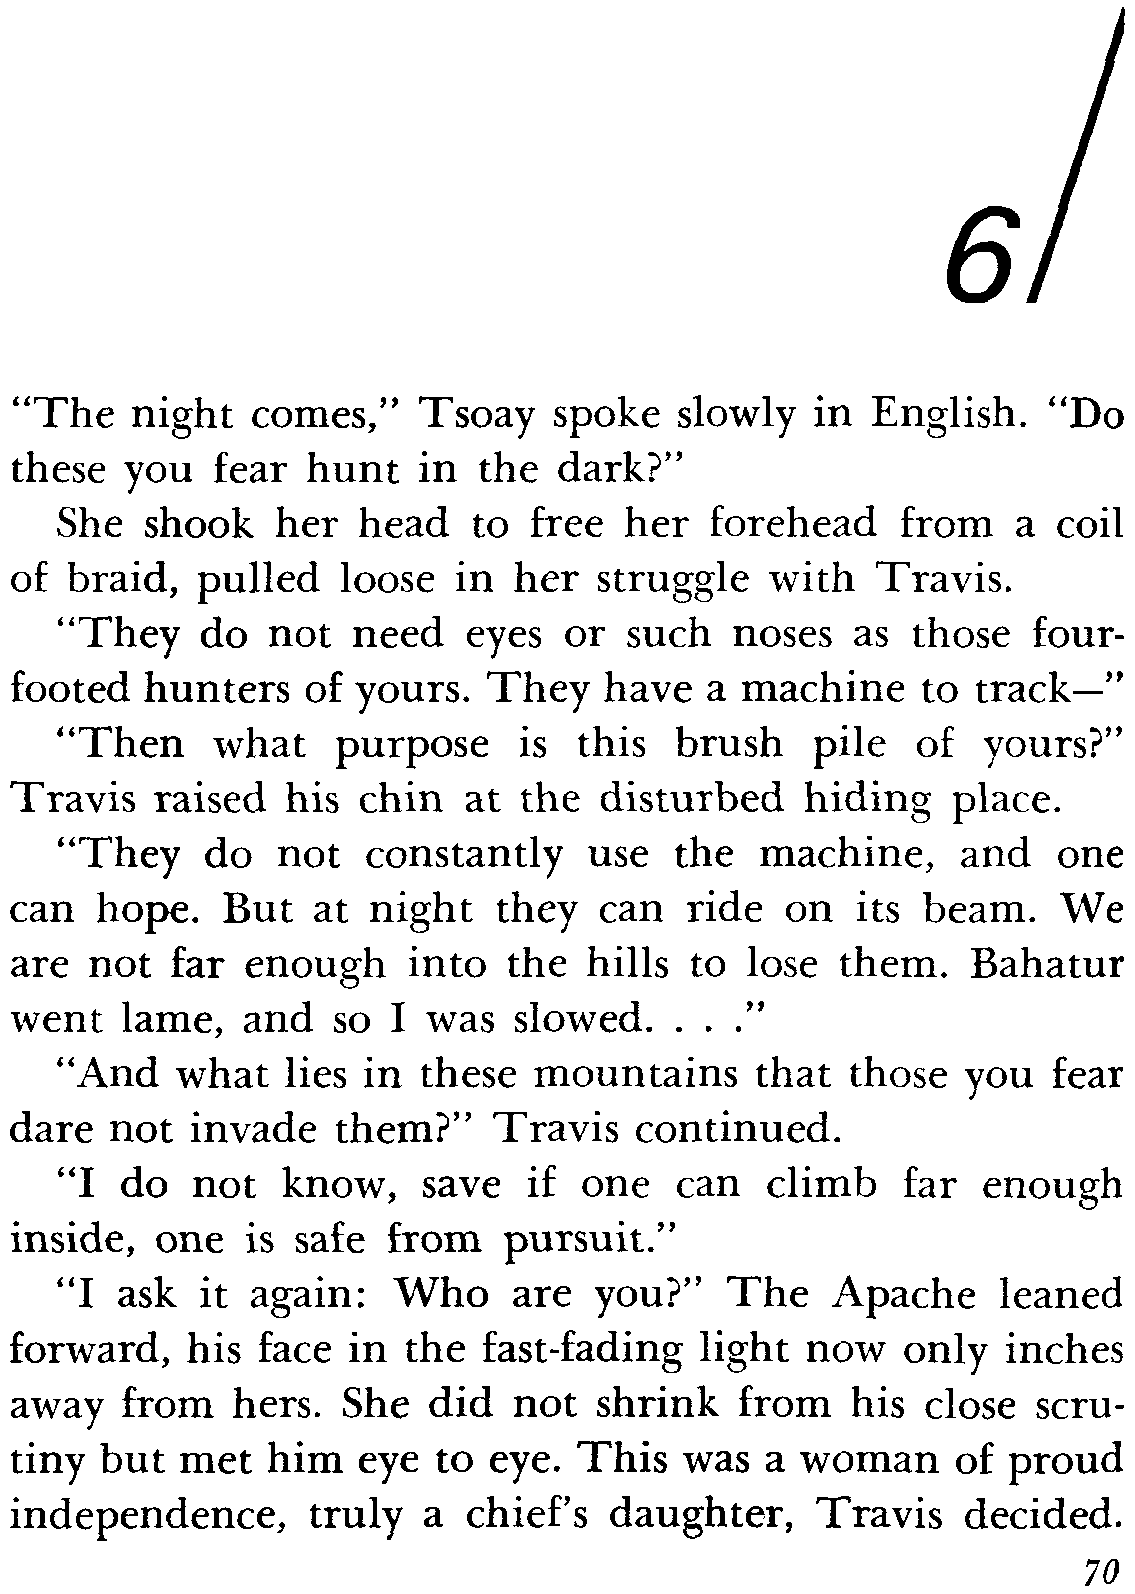 6/
“The night comes,” Tsoay spoke slowly in English. “Do
these you fear hunt in the dark?”
She shook her head to free her forehead from a coil
of braid, pulled loose in her struggle with Travis.
“They do not need eyes or such noses as those four-
footed hunters of yours. They have a machine to track—”
“Then what purpose is this brush pile of yours?”
Travis raised his chin at the disturbed hiding place.
“They do not constantly use the machine, and one
can hope. But at night they can ride on its beam. We
are not far enough into the hills to lose them. Bahatur
went lame, and so I was slowed. . . .”
“And what lies in these mountains that those you fear
dare not invade them?” Travis continued.
“I do not know, save if one can climb far enough
inside, one is safe from pursuit.”
“I ask it again: Who are you?” The Apache leaned
forward, his face in the fast-fading light now only inches
away from hers. She did not shrink from his close scru-
tiny but met him eye to eye. This was a woman of proud
independence, truly a chief’s daughter, Travis decided.
70